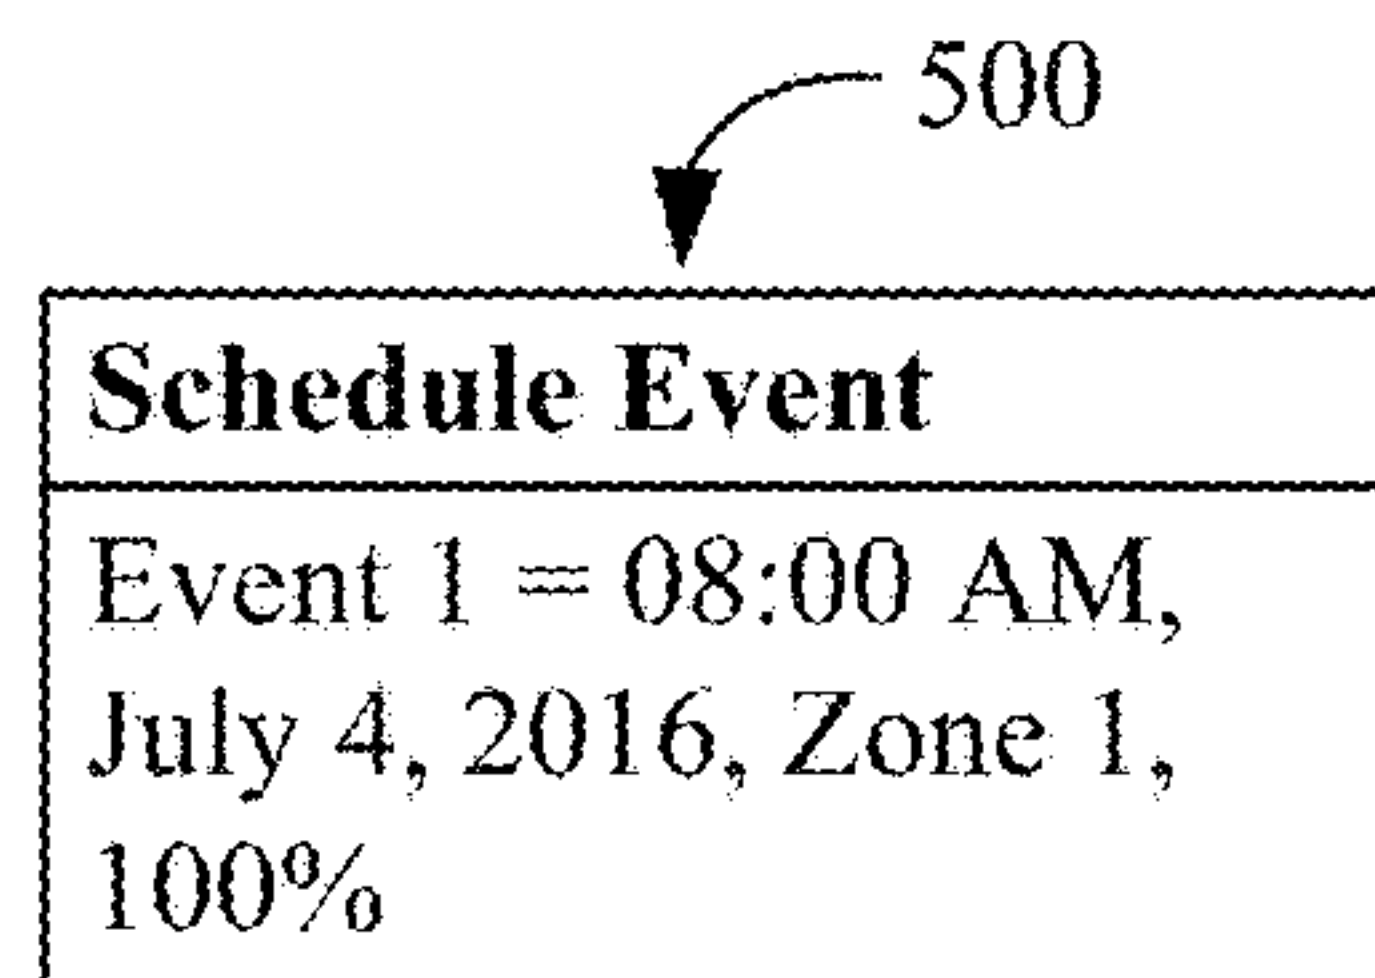 500
Schedule Event
Event 1 = 08:00 AM,
July 4, 2016, Zone 1,
100%